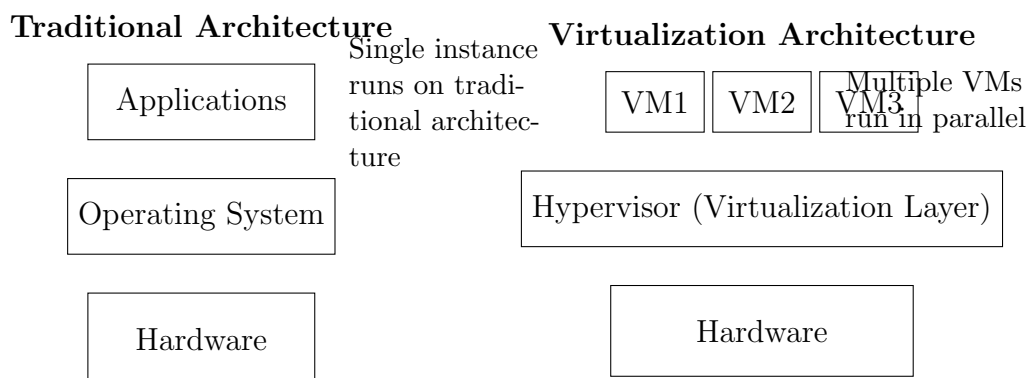 Traditional Architecture
Single instance
runs on tradi-
tional architec-
ture
Applications
Operating System
Hardware
Virtualization Architecture
VM1
VM2
VM3
Multiple VMs
run in parallel
Hypervisor (Virtualization Layer)
Hardware